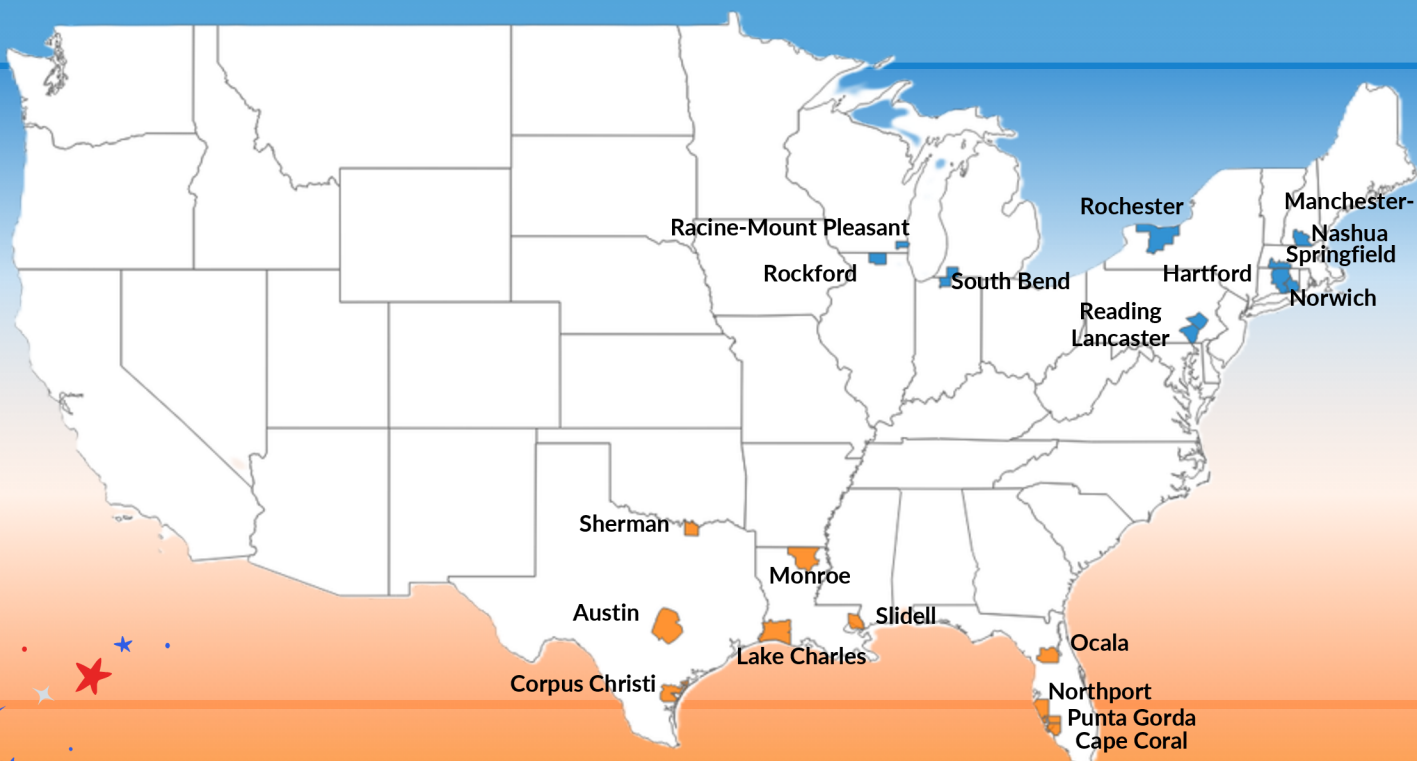 Rochester
Manchester-
Nashua
Racine-Mount Pleasant
Springfield
Rockford
South Bend
Hartford
Norwich
Reading
Lancaster
Sherman
Monroe
Austin
Slidell
Lake Charles
Ocala
Corpus Christi
Northport
Punta Gorda
Cape Coral